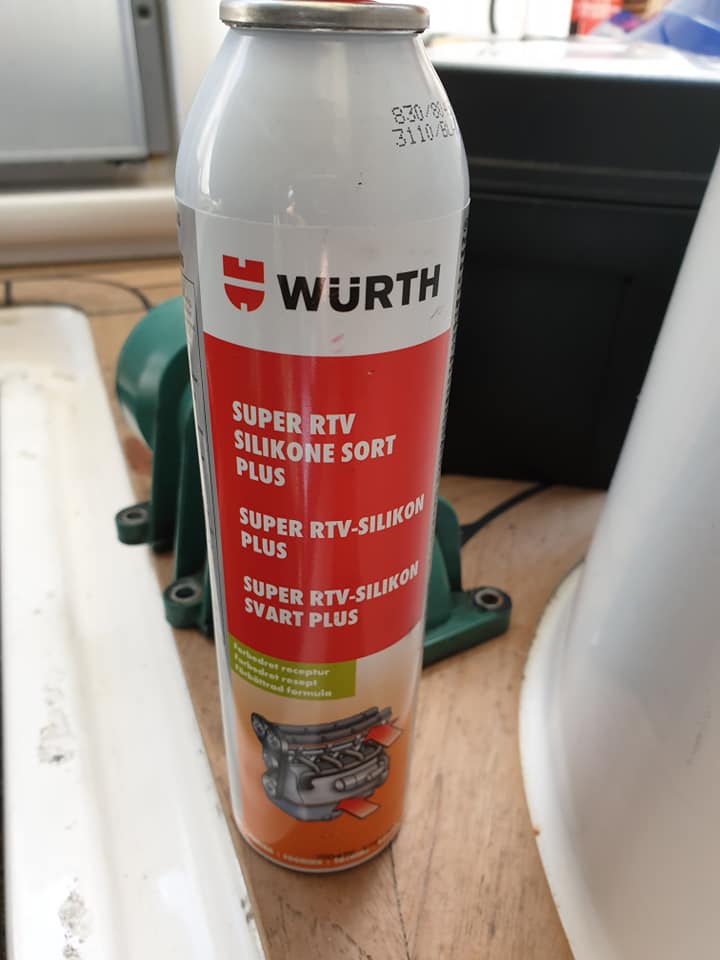 830/80
3110/BL
WÜRTH
SUPER RTV
SILIKONE SORT
PLUS
SUPER RTV-SILIKON
PLUS
SUPER RTV-SILIKON
SVART PLUS
Forbedret receptur
Forbedret resept
Förbättrad formula